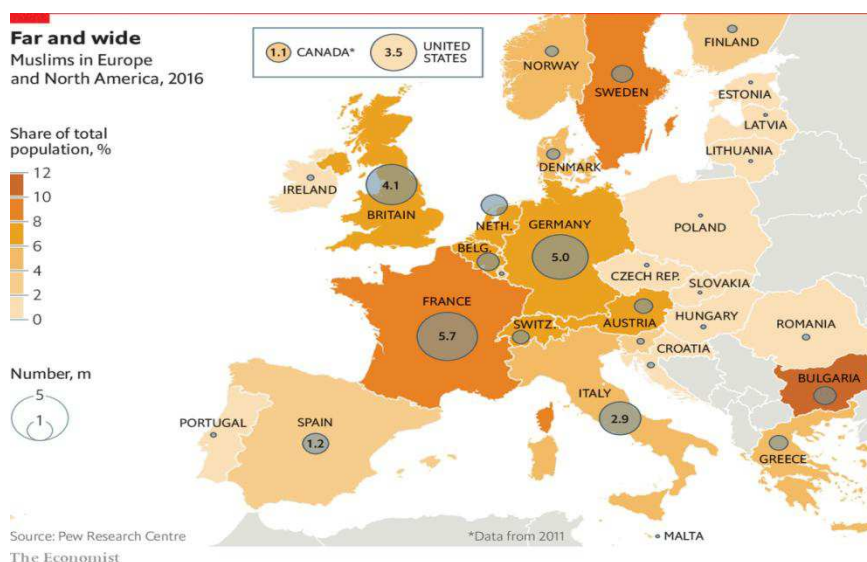 Far and wide
Muslims in Europe
and North America, 2016
1.1 CANADA*
3.5 UNITED
STATES
Share of total
population, %
12
10
8
6
4
2
0
Number, m
5
1
NORWAY
SWEDEN
FINLAND
ESTONIA
LATVIA
LITHUANIA
DENMARK
IRELAND
4.1
BRITAIN
NETH.
GERMANY
5.0
POLAND
BELG.
CZECH REP.
SLOVAKIA
FRANCE
5.7
SWITZ.
AUSTRIA
HUNGARY
ROMANIA
CROATIA
BULGARIA
ITALY
2.9
PORTUGAL
SPAIN
1.2
GREECE
MALTA
Source: Pew Research Centre
*Data from 2011
The Economist